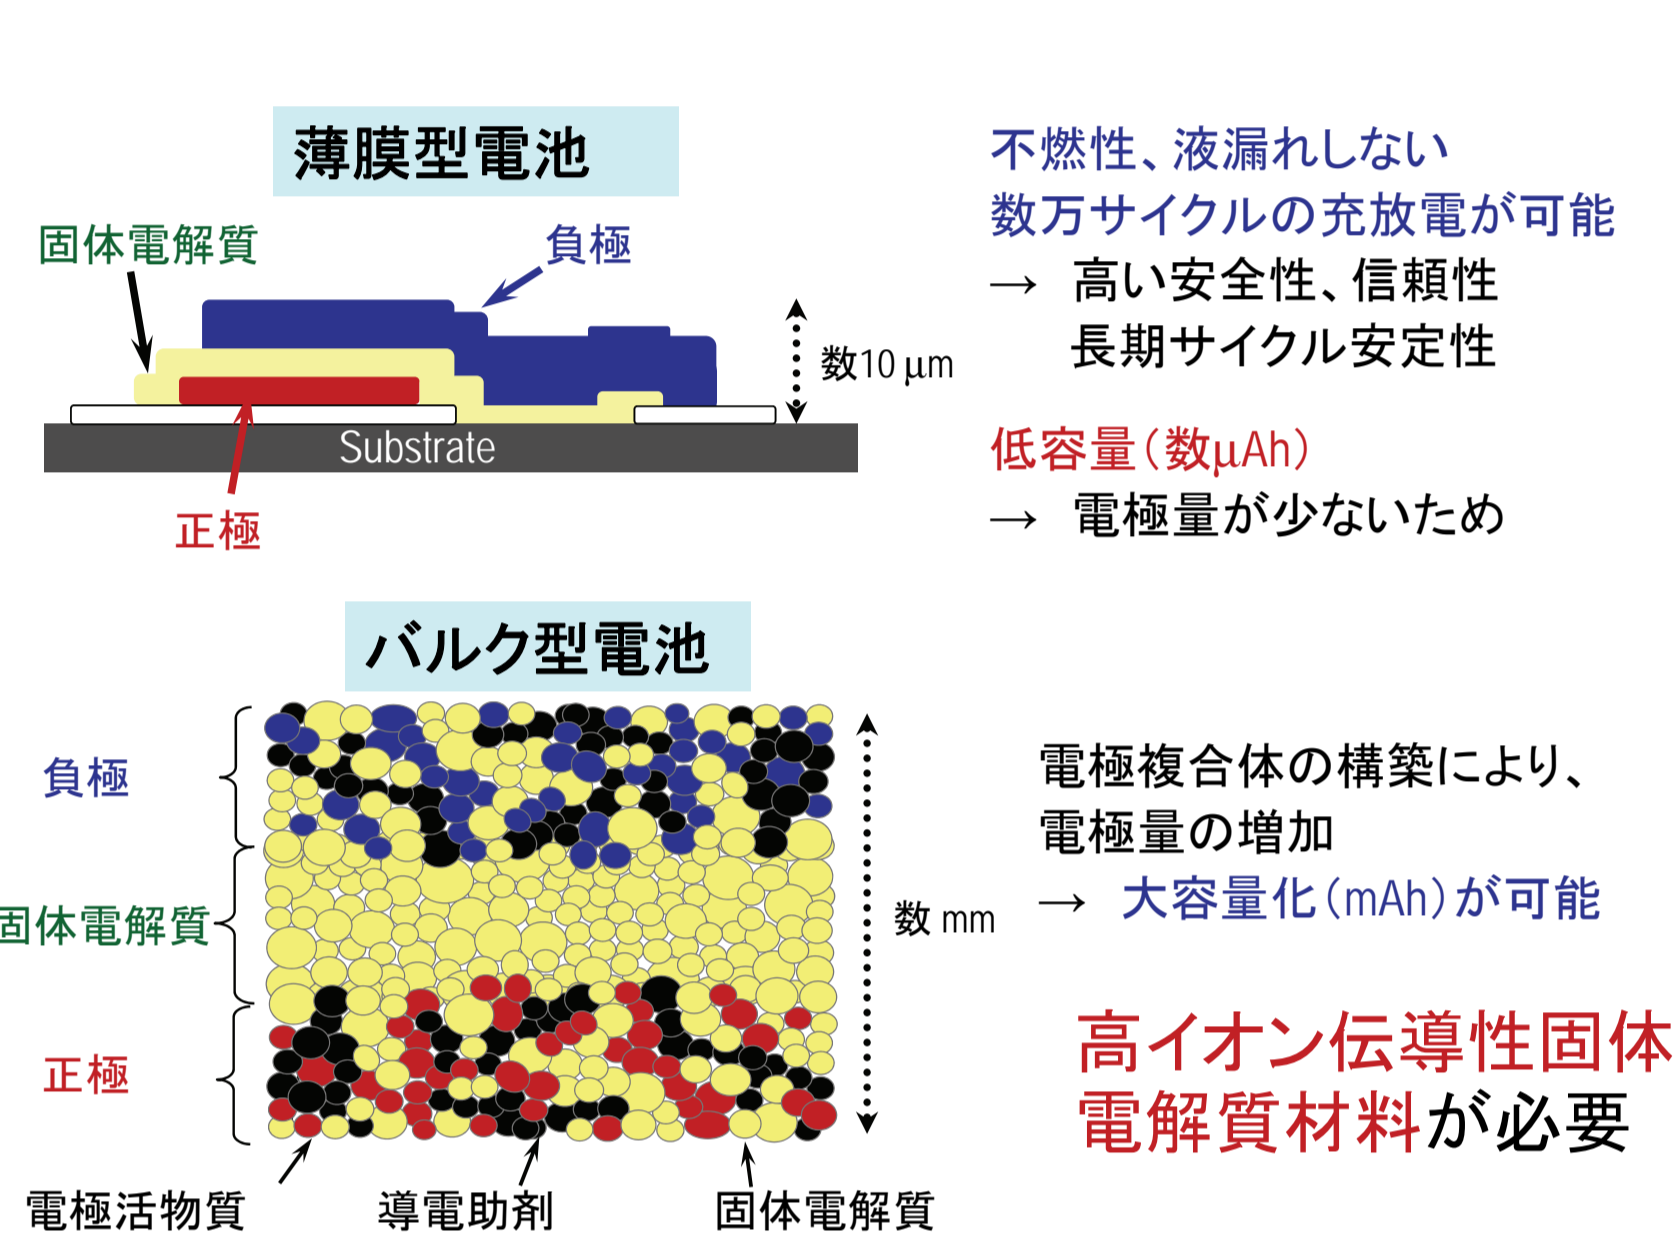 薄膜型電池
固体電解質
負極
数10 μm
Substrate
正極
不燃性、液漏れしない
数万サイクルの充放電が可能
→ 高い安全性、信頼性
長期サイクル安定性
低容量(数μAh)
→ 電極量が少ないため
バルク型電池
負極
固体電解質
正極
数 mm
電極活物質
導電助剤
固体電解質
電極複合体の構築により、
電極量の増加
→ 大容量化(mAh)が可能
高イオン伝導性固体
電解質材料が必要